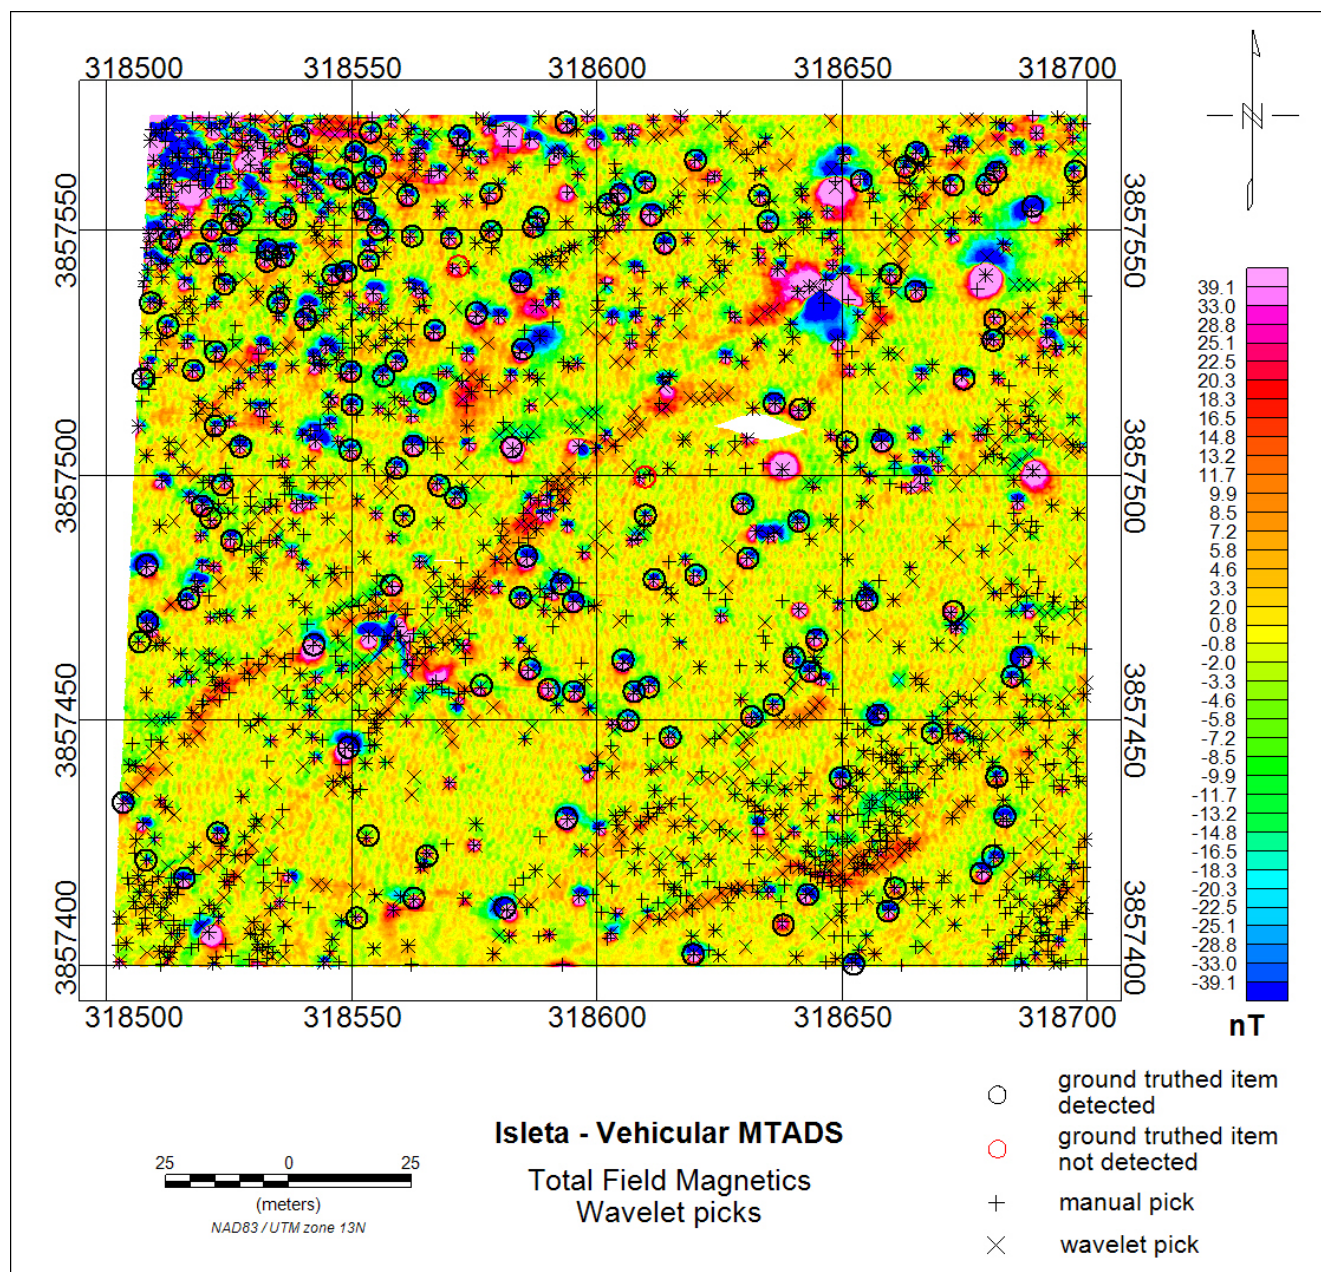 318500 318550 318600 318650 318700
N
3857550 3857550
3857500 3857500
3857450 3857450
3857400 3857400
318500 318550 318600 318650 318700
39.1
33.0
28.8
25.1
22.5
20.3
18.3
16.5
14.8
13.2
11.7
9.9
8.5
7.2
5.8
4.6
3.3
2.0
0.8
-0.8
-2.0
-3.3
-4.6
-5.8
-7.2
-8.5
-9.9
-11.7
-13.2
-14.8
-16.5
-18.3
-20.3
-22.5
-25.1
-28.8
-33.0
-39.1
nT
ground truthed item
detected
ground truthed item
not detected
manual pick
wavelet pick
Isleta - Vehicular MTADS
Total Field Magnetics
Wavelet picks
25 0 25
(meters)
NAD83 / UTM zone 13N